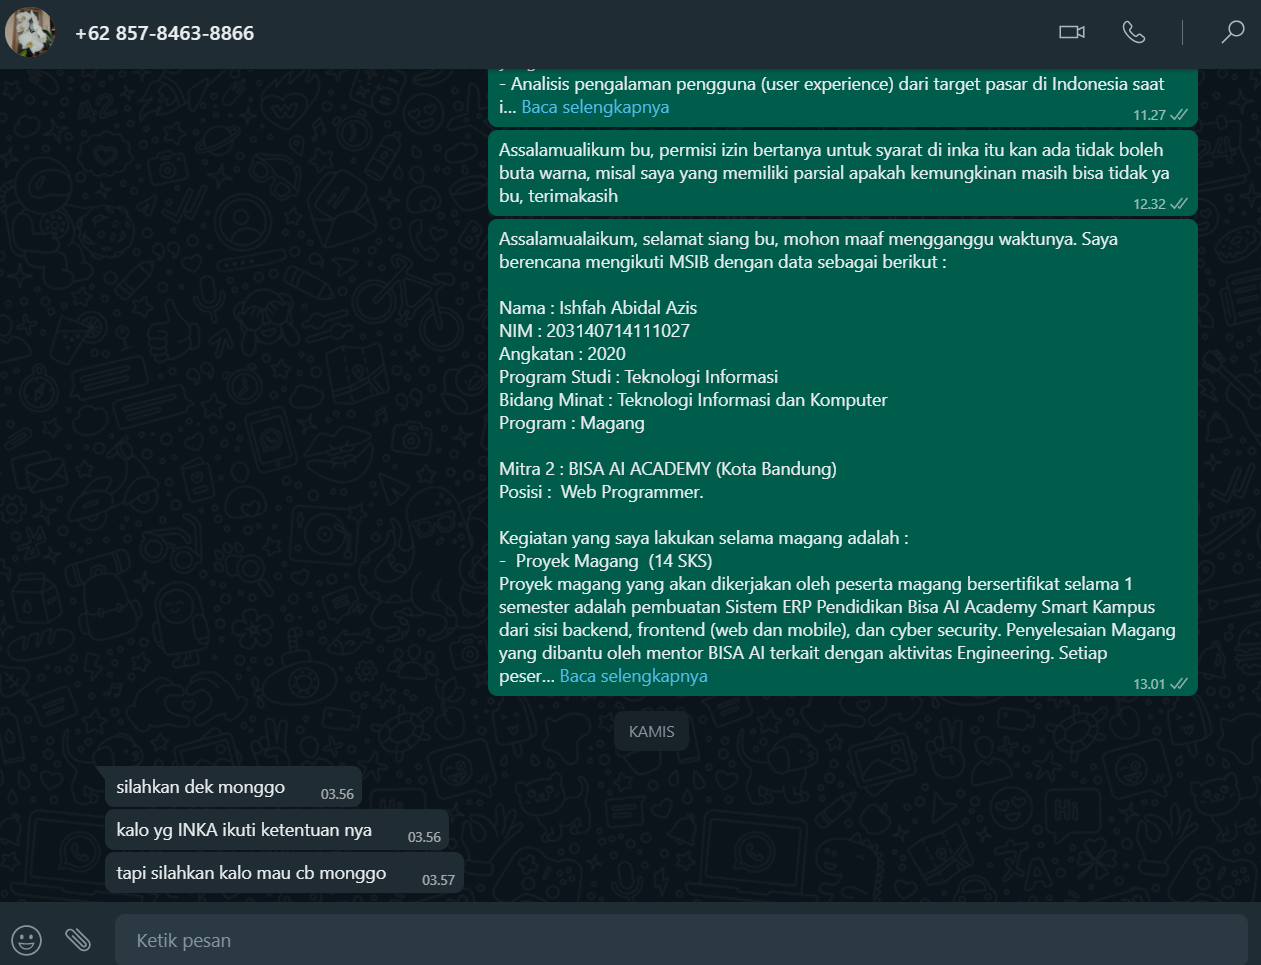 +62 857-8463-8866
- Analisis pengalaman pengguna (user experience) dari target pasar di Indonesia saat
i... Baca selengkapnya
11.27
Assalamualikum bu, permisi izin bertanya untuk syarat di inka itu kan ada tidak boleh
buta warna, misal saya yang memiliki parsial apakah kemungkinan masih bisa tidak ya
bu, terimakasih
12.32
Assalamualaikum, selamat siang bu, mohon maaf mengganggu waktunya. Saya
berencana mengikuti MSIB dengan data sebagai berikut :
Nama : Ishfah Abidal Azis
NIM : 203140714111027
Angkatan : 2020
Program Studi : Teknologi Informasi
Bidang Minat : Teknologi Informasi dan Komputer
Program : Magang
Mitra 2 : BISA AI ACADEMY (Kota Bandung)
Posisi :  Web Programmer.
Kegiatan yang saya lakukan selama magang adalah :
-  Proyek Magang  (14 SKS)
Proyek magang yang akan dikerjakan oleh peserta magang bersertifikat selama 1
semester adalah pembuatan Sistem ERP Pendidikan Bisa AI Academy Smart Kampus
dari sisi backend, frontend (web dan mobile), dan cyber security. Penyelesaian Magang
yang dibantu oleh mentor BISA AI terkait dengan aktivitas Engineering. Setiap
peser... Baca selengkapnya
13.01
KAMIS
silahkan dek monggo
03.56
kalo yg INKA ikuti ketentuan nya
03.56
tapi silahkan kalo mau cb monggo
03.57
Ketik pesan